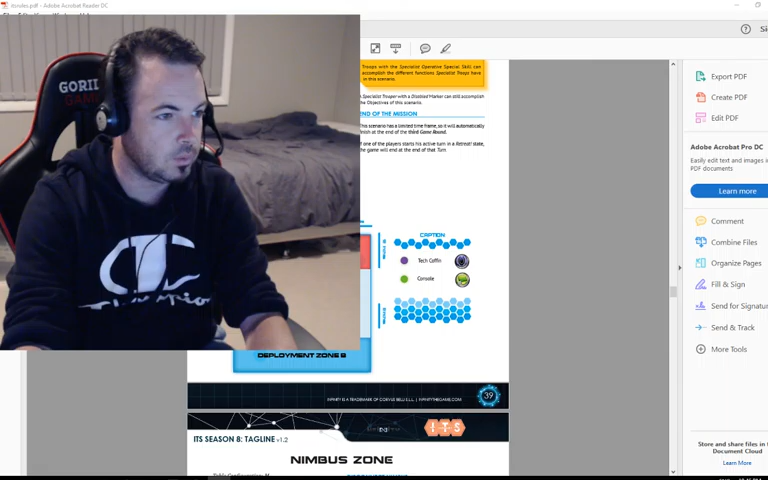 itsrules.pdf - Adobe Acrobat Reader DC
Troops with the Specialist Operative Special Skill can
accomplish the different functions Specialist Troops have
in this scenario.
A Specialist Trooper with a Disabled Marker can still accomplish
the Objectives of this scenario.
END OF THE MISSION
This scenario has a limited time frame, so it will automatically
finish at the end of the third Game Round.
If one of the players starts his active turn in a Retreat! state,
the game will end at the end of that Turn.
CAPTION
Tech Coffin
Console
DEPLOYMENT ZONE B
INFINITY IS A TRADEMARK OF CORVUS BELLI S.L.L. | INFINITYTHEGAME.COM
39
ITS SEASON 8: TAGLINE v1.2
ITS
NIMBUS ZONE
GORIL
GAMI
Champion
Export PDF
Create PDF
Edit PDF
Adobe Acrobat Pro DC
Easily edit text and images in
PDF documents
Learn more
Comment
Combine Files
Organize Pages
Fill & Sign
Send for Signatur
Send & Track
More Tools
Store and share files in
Document Cloud
Learn More